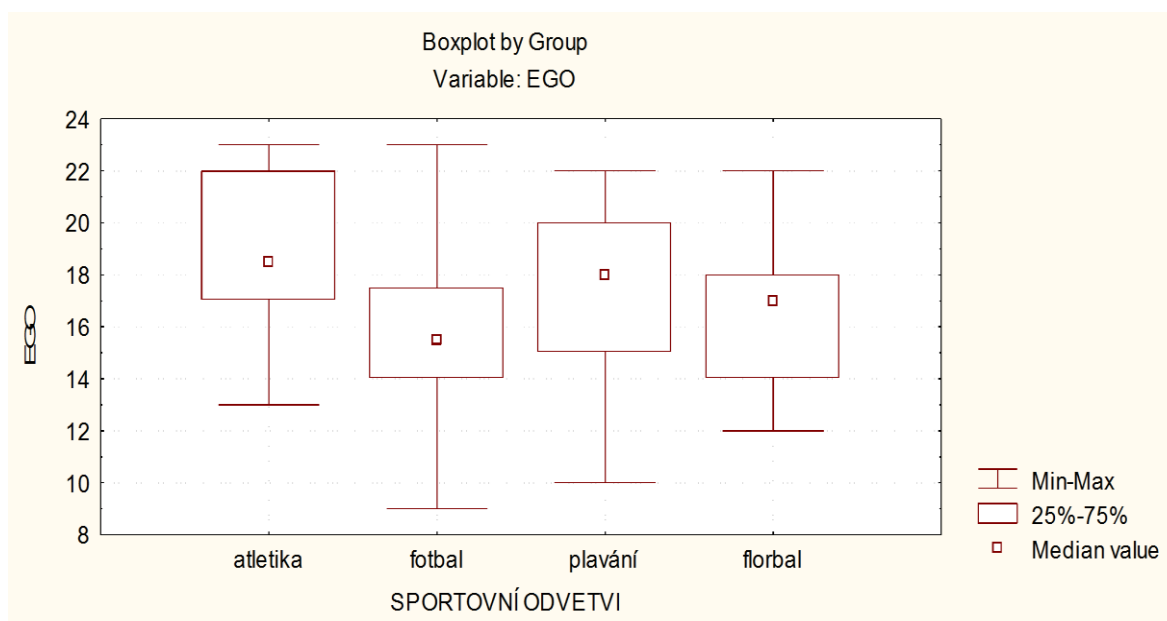 Boxplot by Group
Variable: EGO
24
22
20
18
16
14
12
10
8
EGO
atletika fotbal plavání florbal
SPORTOVNÍ ODVETVI
Min-Max
25%-75%
Median value